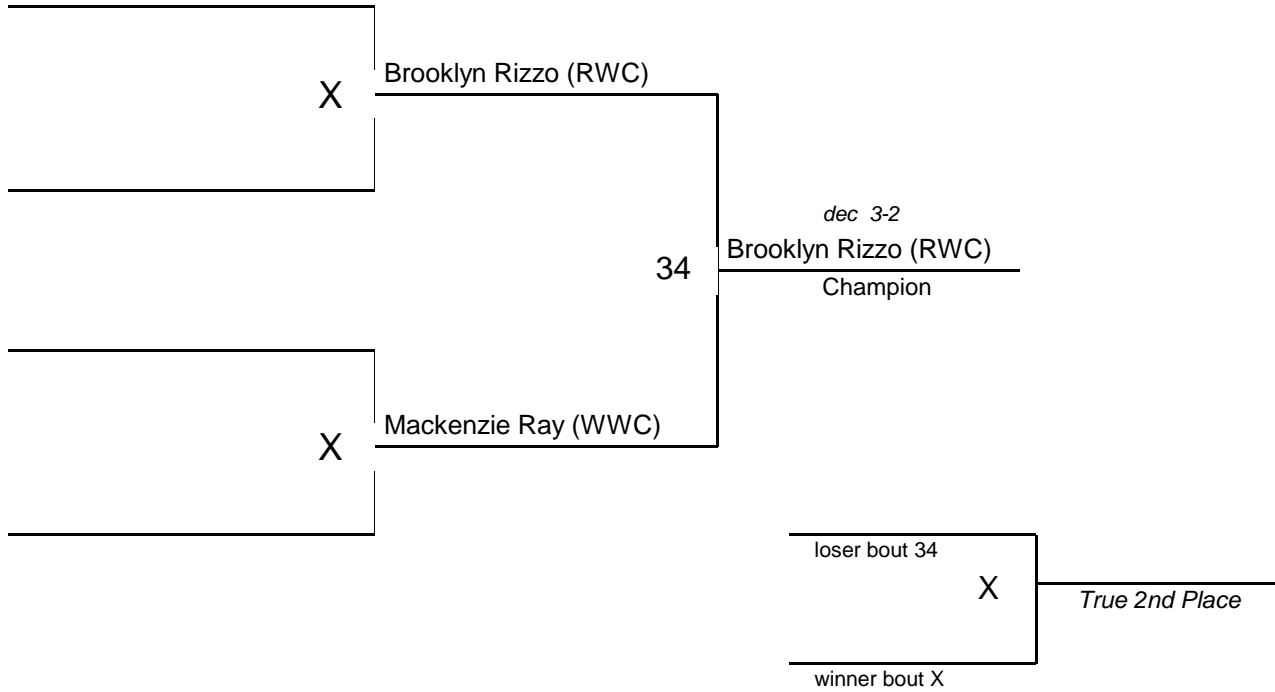 Brooklyn Rizzo (RWC)
X
dec 3-2
Brooklyn Rizzo (RWC)
34
Champion
Mackenzie Ray (WWC)
X
loser bout 34
X
True 2nd Place
winner bout X